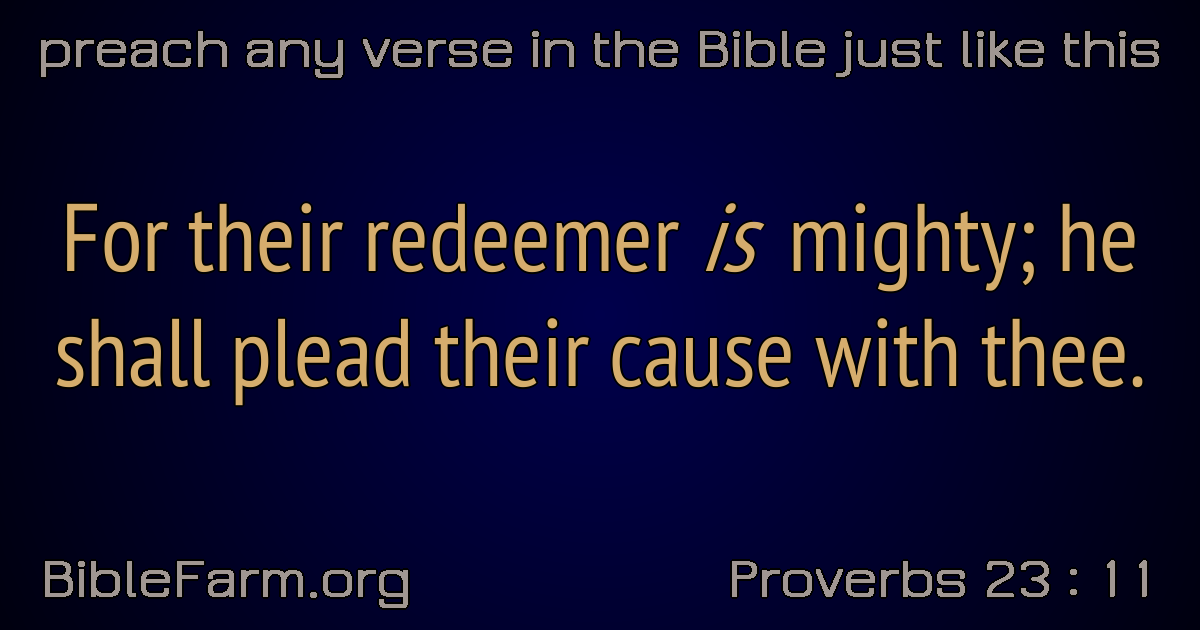 preach any verse in the Bible just like this
For their redeemer is mighty; he
shall plead their cause with thee.
BibleFarm.org
Proverbs 23 : 11